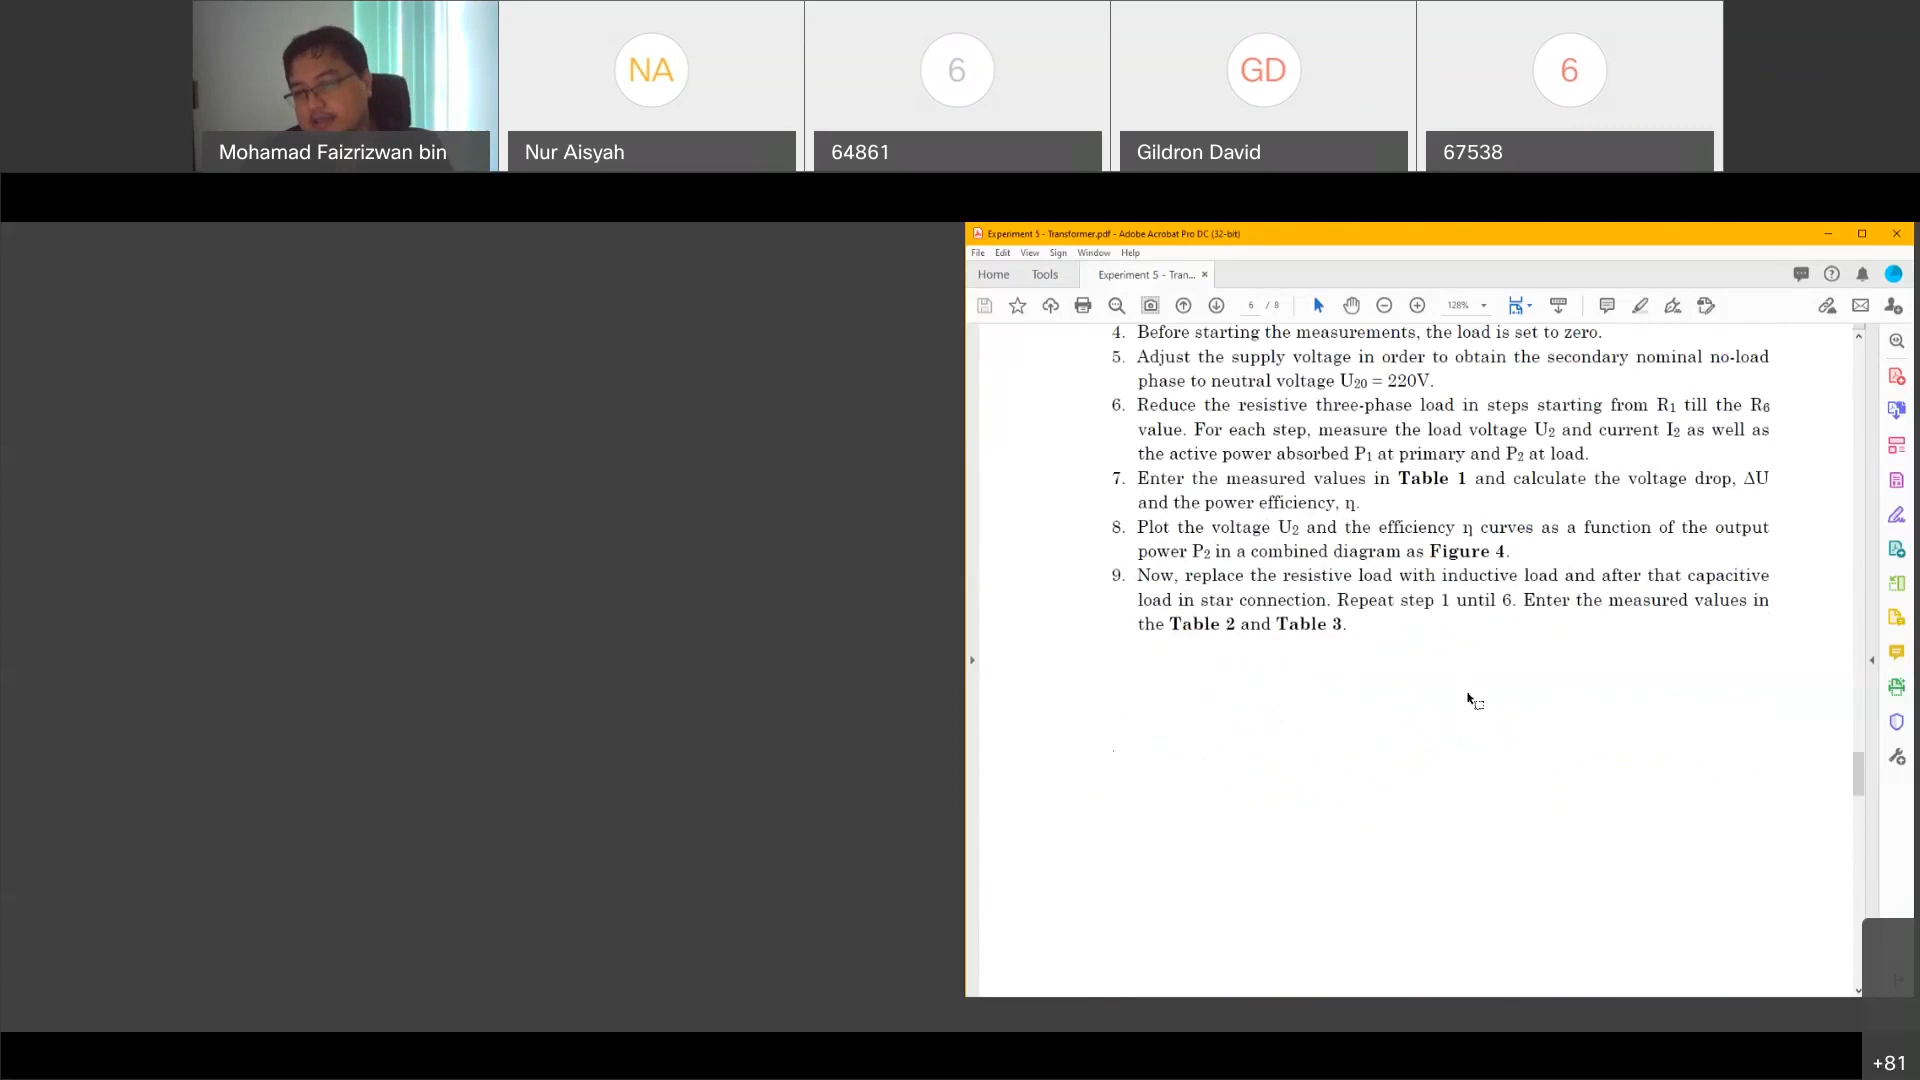 NA
6
GD
6
Mohamad Faizrizwan bin
Nur Aisyah
64861
Gildron David
67538
Experiment 5 - Transformer.pdf - Adobe Acrobat Pro DC (32-bit)
File Edit View Sign Window Help
Home Tools Experiment 5 - Tran... ×
6 / 8 128%
4. Before starting the measurements, the load is set to zero.
5. Adjust the supply voltage in order to obtain the secondary nominal no-load
phase to neutral voltage U₂₀ = 220V.
6. Reduce the resistive three-phase load in steps starting from R₁ till the R₆
value. For each step, measure the load voltage U₂ and current I₂ as well as
the active power absorbed P₁ at primary and P₂ at load.
7. Enter the measured values in Table 1 and calculate the voltage drop, ΔU
and the power efficiency, η.
8. Plot the voltage U₂ and the efficiency η curves as a function of the output
power P₂ in a combined diagram as Figure 4.
9. Now, replace the resistive load with inductive load and after that capacitive
load in star connection. Repeat step 1 until 6. Enter the measured values in
the Table 2 and Table 3.
+81